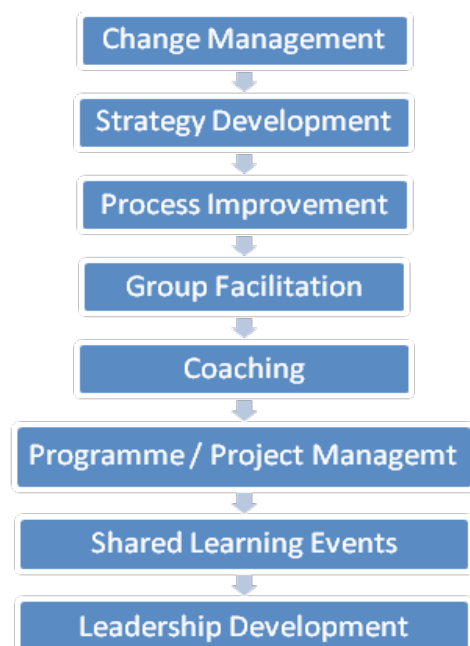 Change Management
Strategy Development
Process Improvement
Group Facilitation
Coaching
Programme / Project Managemt
Shared Learning Events
Leadership Development